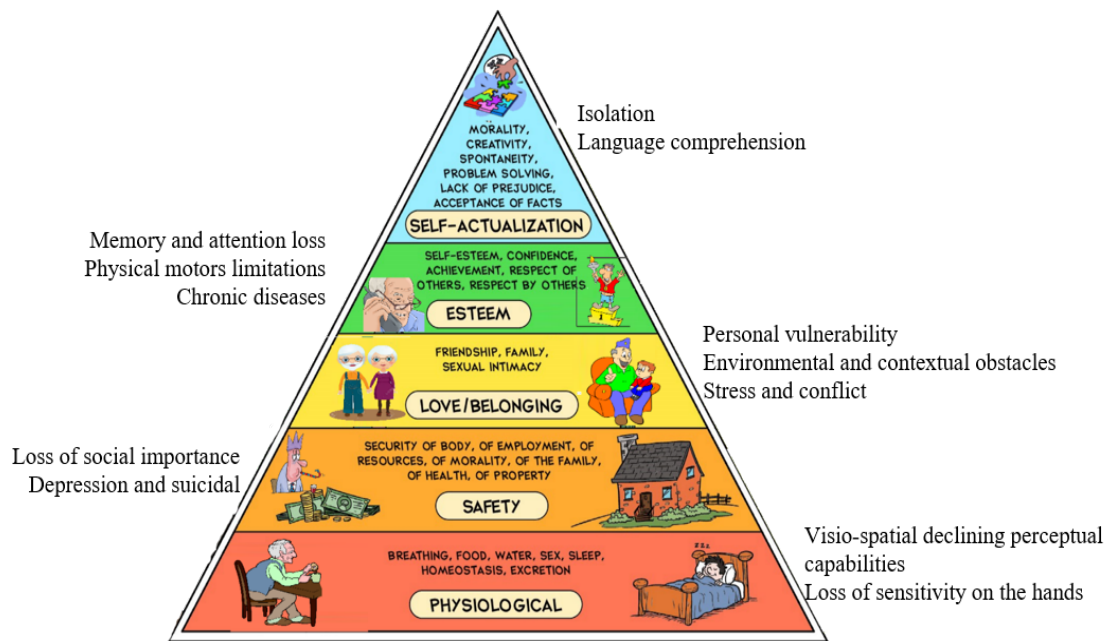 Isolation
Language comprehension
MORALITY,
CREATIVITY,
SPONTANEITY,
PROBLEM SOLVING,
LACK OF PREJUDICE,
ACCEPTANCE OF FACTS
SELF-ACTUALIZATION
Memory and attention loss
Physical motors limitations
Chronic diseases
SELF-ESTEEM, CONFIDENCE,
ACHIEVEMENT, RESPECT OF
OTHERS, RESPECT BY OTHERS
ESTEEM
Personal vulnerability
Environmental and contextual obstacles
Stress and conflict
FRIENDSHIP, FAMILY,
SEXUAL INTIMACY
LOVE/BELONGING
Loss of social importance
Depression and suicidal
SECURITY OF BODY, OF EMPLOYMENT, OF
RESOURCES, OF MORALITY, OF THE FAMILY,
OF HEALTH, OF PROPERTY
SAFETY
Visio-spatial declining perceptual
capabilities
Loss of sensitivity on the hands
BREATHING, FOOD, WATER, SEX, SLEEP,
HOMEOSTASIS, EXCRETION
PHYSIOLOGICAL